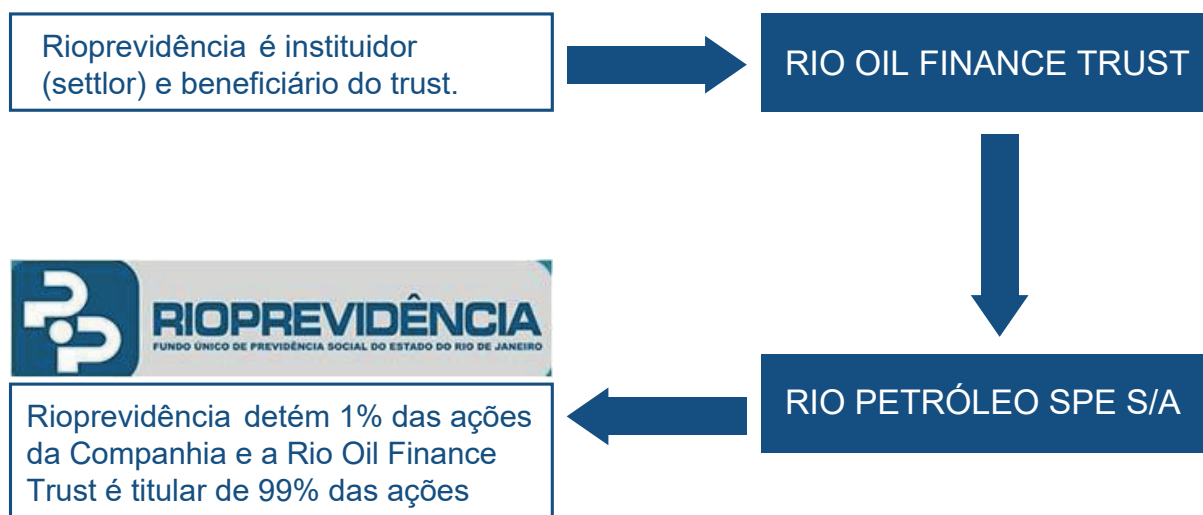 Rioprevidência é instituidor
(settlor) e beneficiário do trust.
RIO OIL FINANCE TRUST
RIOPREVIDÊNCIA
FUNDO ÚNICO DE PREVIDÊNCIA SOCIAL DO ESTADO DO RIO DE JANEIRO
RIO PETRÓLEO SPE S/A
Rioprevidência detém 1% das ações
da Companhia e a Rio Oil Finance
Trust é titular de 99% das ações